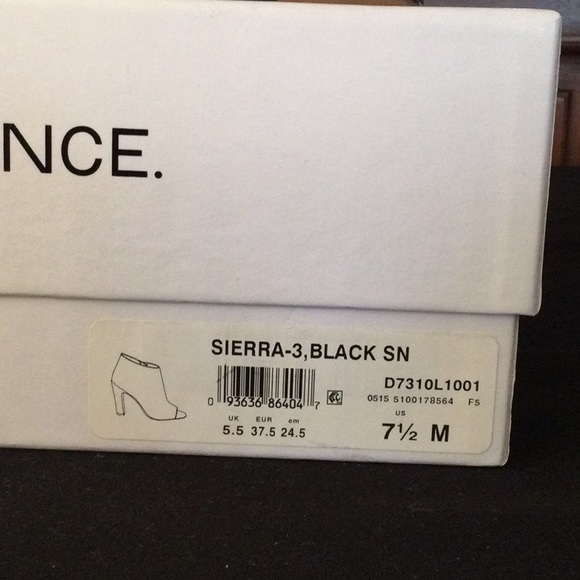 NCE.
SIERRA-3,BLACK SN
D7310L1001
0 93636 86404 7
0515 5100178564 F5
UK EUR cm US
5.5 37.5 24.5 7½ M